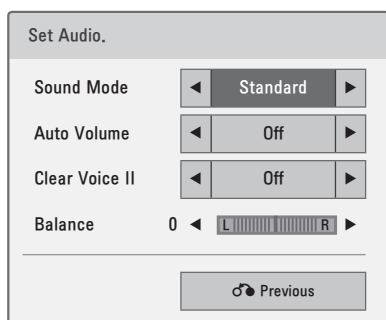 Set Audio.
Sound Mode ◀ Standard ▶
Auto Volume ◀ Off ▶
Clear Voice II ◀ Off ▶
Balance 0 ◀ L R ▶
Previous